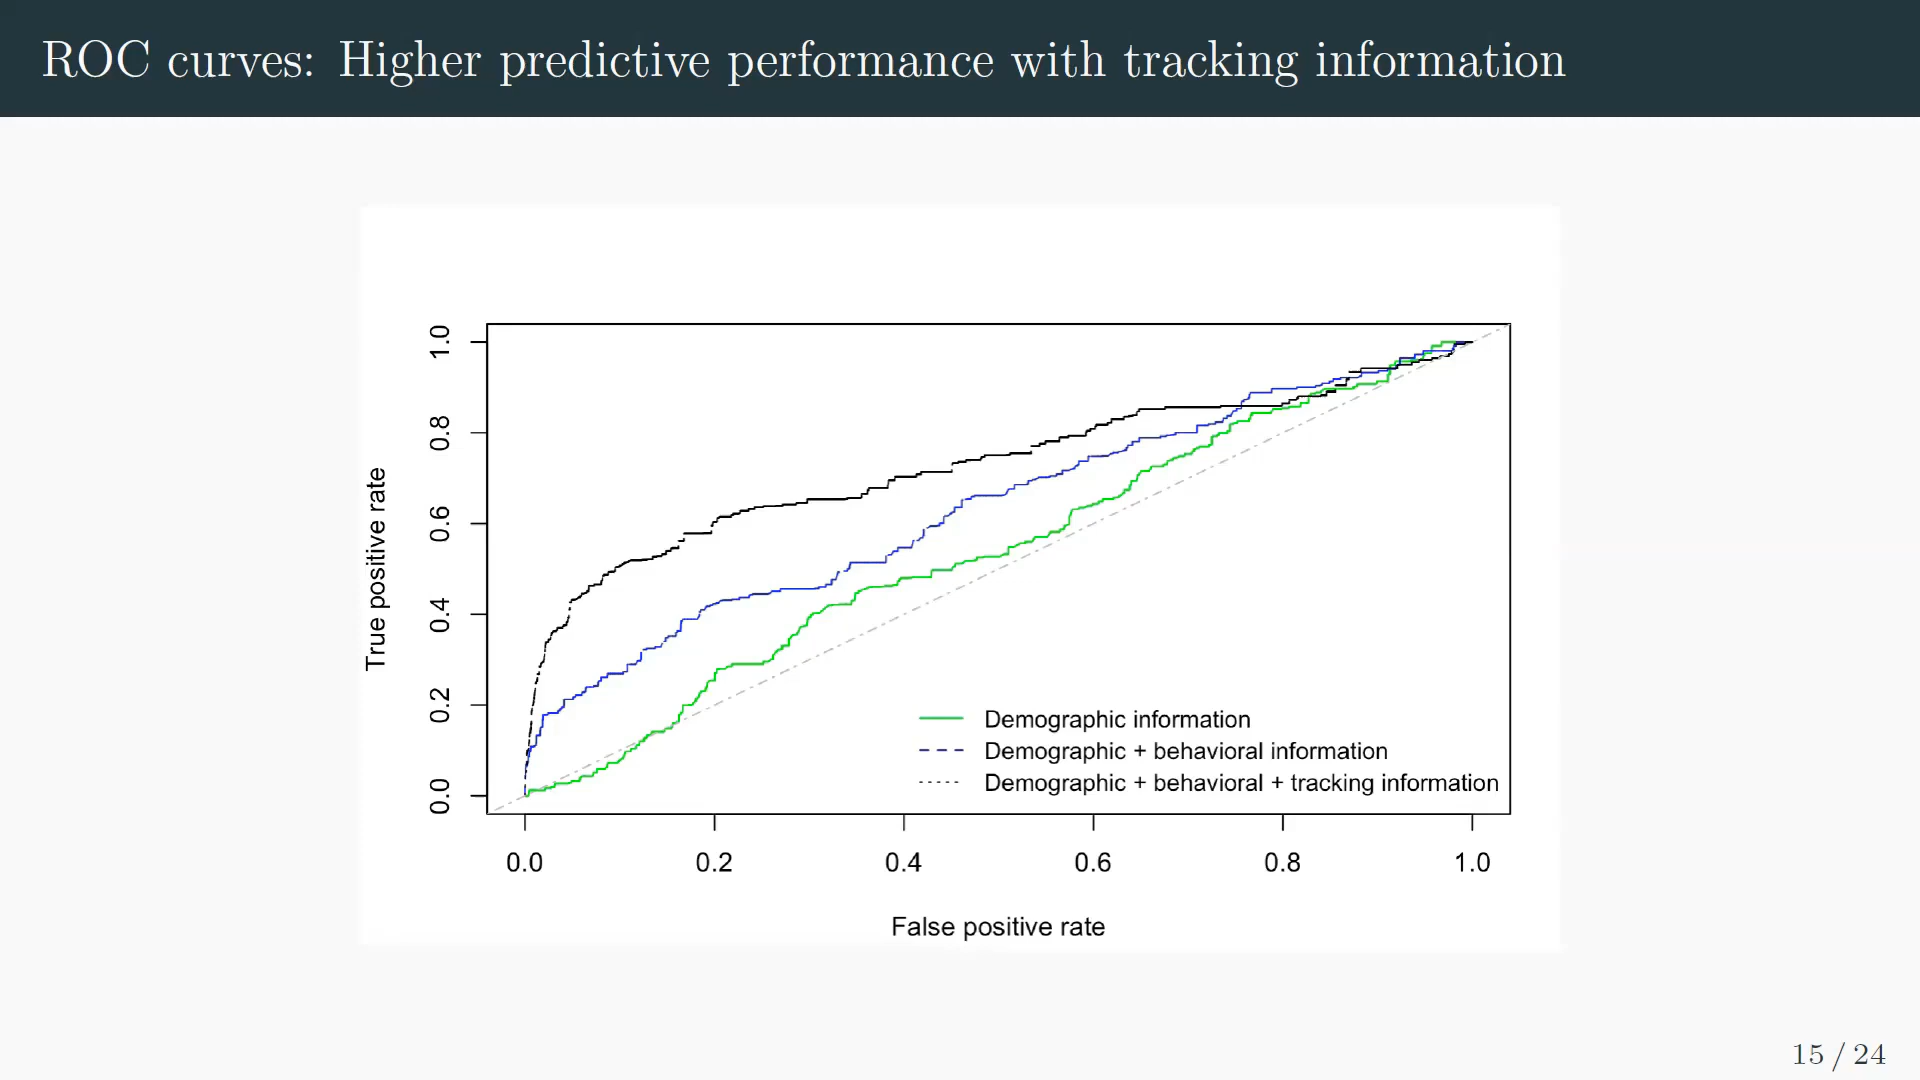 ROC curves: Higher predictive performance with tracking information
1.0
0.8
0.6
0.4
0.2
0.0
True positive rate
Demographic information
Demographic + behavioral information
Demographic + behavioral + tracking information
0.0 0.2 0.4 0.6 0.8 1.0
False positive rate
15 / 24